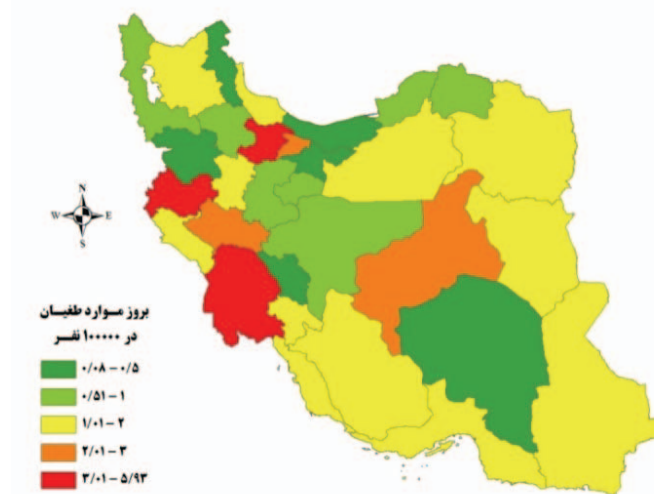 N
W E
S
بروز موارد طغیان
در ۱۰۰۰۰۰ نفر
۰/۰۸ – ۰/۵
۰/۵۱ – ۱
۱/۰۱ – ۲
۲/۰۱ – ۳
۳/۰۱ – ۵/۹۳